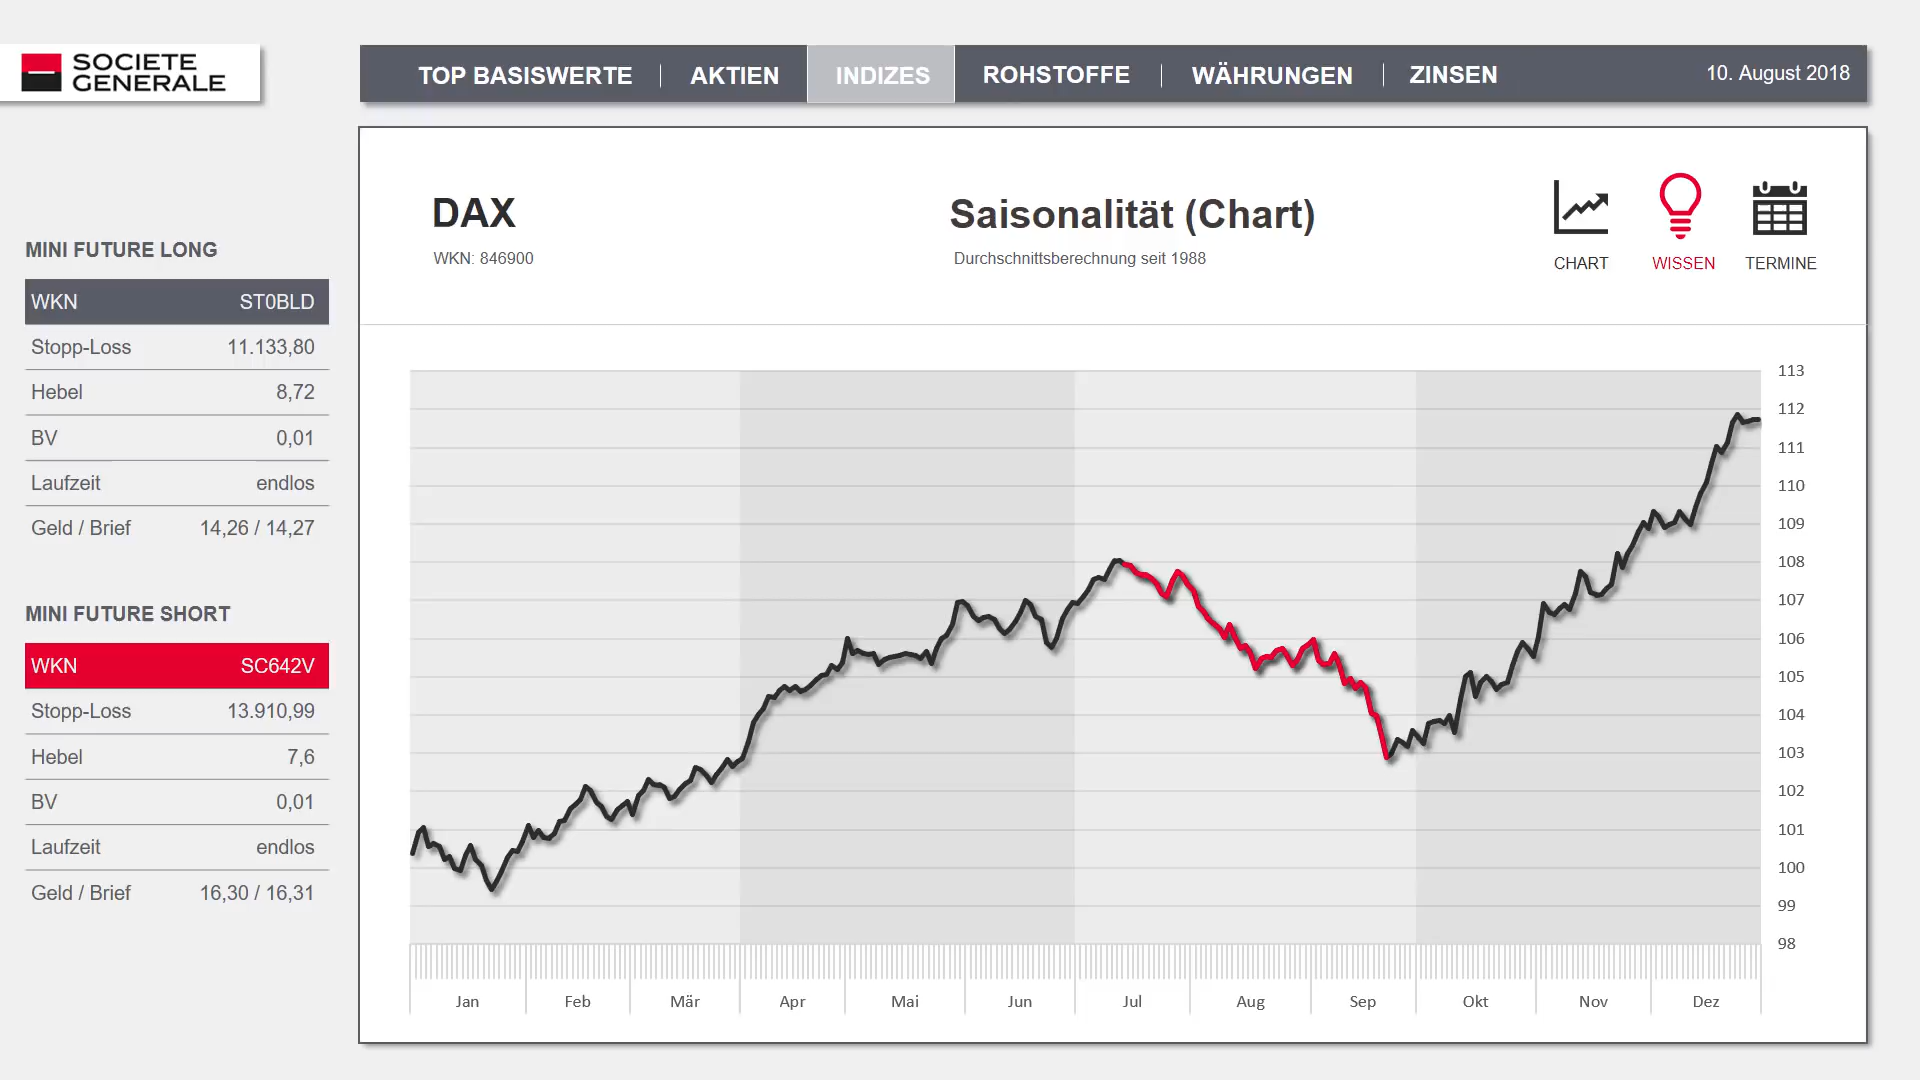 SOCIETE
GENERALE
TOP BASISWERTE AKTIEN INDIZES ROHSTOFFE WÄHRUNGEN ZINSEN 10. August 2018
DAX
WKN: 846900
Saisonalität (Chart)
Durchschnittsberechnung seit 1988
CHART WISSEN TERMINE
MINI FUTURE LONG
WKN ST0BLD
Stopp-Loss 11.133,80
Hebel 8,72
BV 0,01
Laufzeit endlos
Geld / Brief 14,26 / 14,27
MINI FUTURE SHORT
WKN SC642V
Stopp-Loss 13.910,99
Hebel 7,6
BV 0,01
Laufzeit endlos
Geld / Brief 16,30 / 16,31
113
112
111
110
109
108
107
106
105
104
103
102
101
100
99
98
Jan Feb Mär Apr Mai Jun Jul Aug Sep Okt Nov Dez